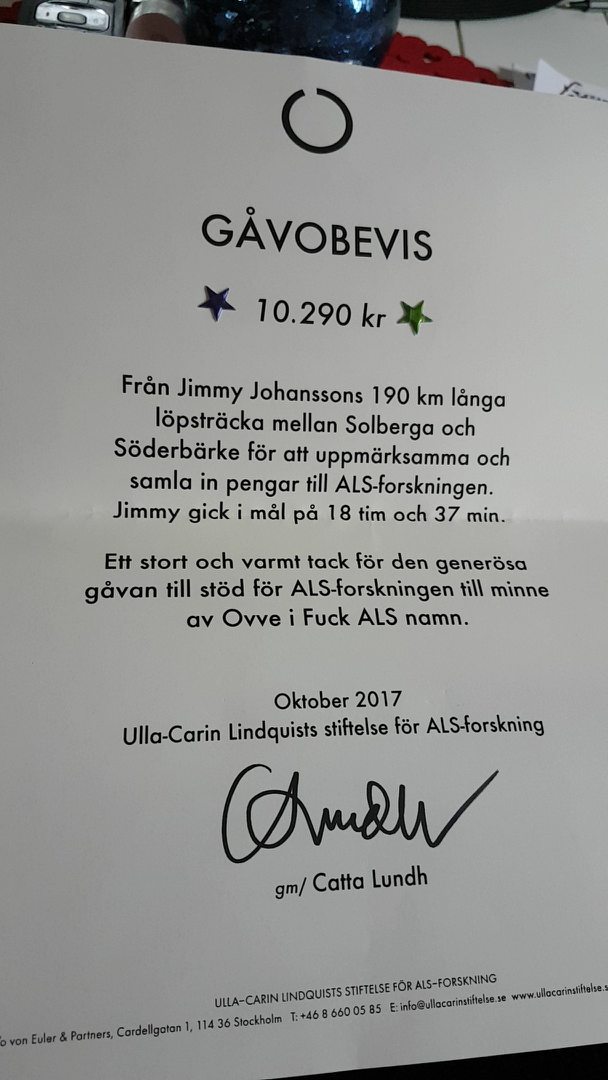 GÅVOBEVIS
10.290 kr
Från Jimmy Johanssons 190 km långa
löpsträcka mellan Solberga och
Söderbärke för att uppmärksamma och
samla in pengar till ALS-forskningen.
Jimmy gick i mål på 18 tim och 37 min.
Ett stort och varmt tack för den generösa
gåvan till stöd för ALS-forskningen till minne
av Ovve i Fuck ALS namn.
Oktober 2017
Ulla-Carin Lindquists stiftelse för ALS-forskning
gm/ Catta Lundh
ULLA-CARIN LINDQUISTS STIFTELSE FÖR ALS-FORSKNING
von Euler & Partners, Cardellgatan 1, 114 36 Stockholm T: +46 8 660 05 85 E: info@ullacarinstiftelse.se www.ullacarinstiftelse.s